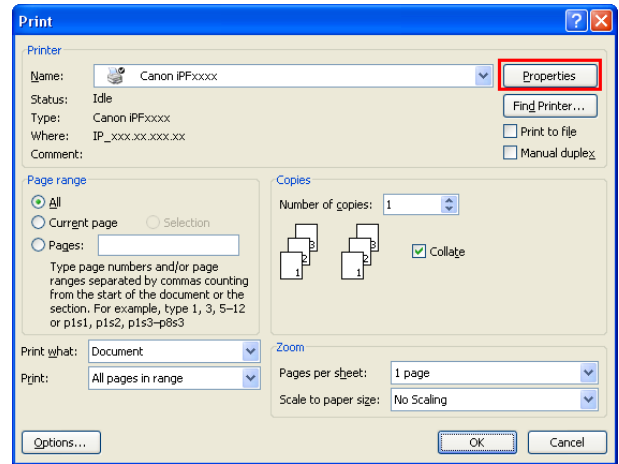 Print
Printer
Name: Canon iPFxxxx Properties
Status: Idle Find Printer...
Type: Canon iPFxxxx
Where: IP_xxx.xx.xxx.xx Print to file
Comment: Manual duplex
Page range
All
Current page Selection
Pages:
Type page numbers and/or page
ranges separated by commas counting
from the start of the document or the
section. For example, type 1, 3, 5–12
or p1s1, p1s2, p1s3–p8s3
Copies
Number of copies: 1
3 3
2 2
1 1
Collate
Print what: Document
Print: All pages in range
Zoom
Pages per sheet: 1 page
Scale to paper size: No Scaling
Options... OK Cancel